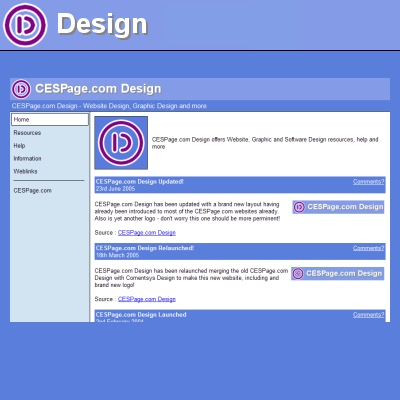 Design
CESPage.com Design
CESPage.com Design - Website Design, Graphic Design and more
Home
Resources
Help
Information
Weblinks
CESPage.com
CESPage.com Design offers Website, Graphic and Software Design resources, help and
more
CESPage.com Design Updated! Comments?
23rd June 2005
CESPage.com Design has been updated with a brand new layout having
already been introduced to most of the CESPage.com websites already.
Also is yet another logo - don't worry this one should be more perminent!
CESPage.com Design
Source : CESPage.com Design
CESPage.com Design Relaunched! Comments?
18th March 2005
CESPage.com Design has been relaunched merging the old CESPage.com
Design with Comentsys Design to make this new website, including and
brand new logo!
CESPage.com Design
Source : CESPage.com Design
CESPage.com Design Launched Comments?
2nd February 2004